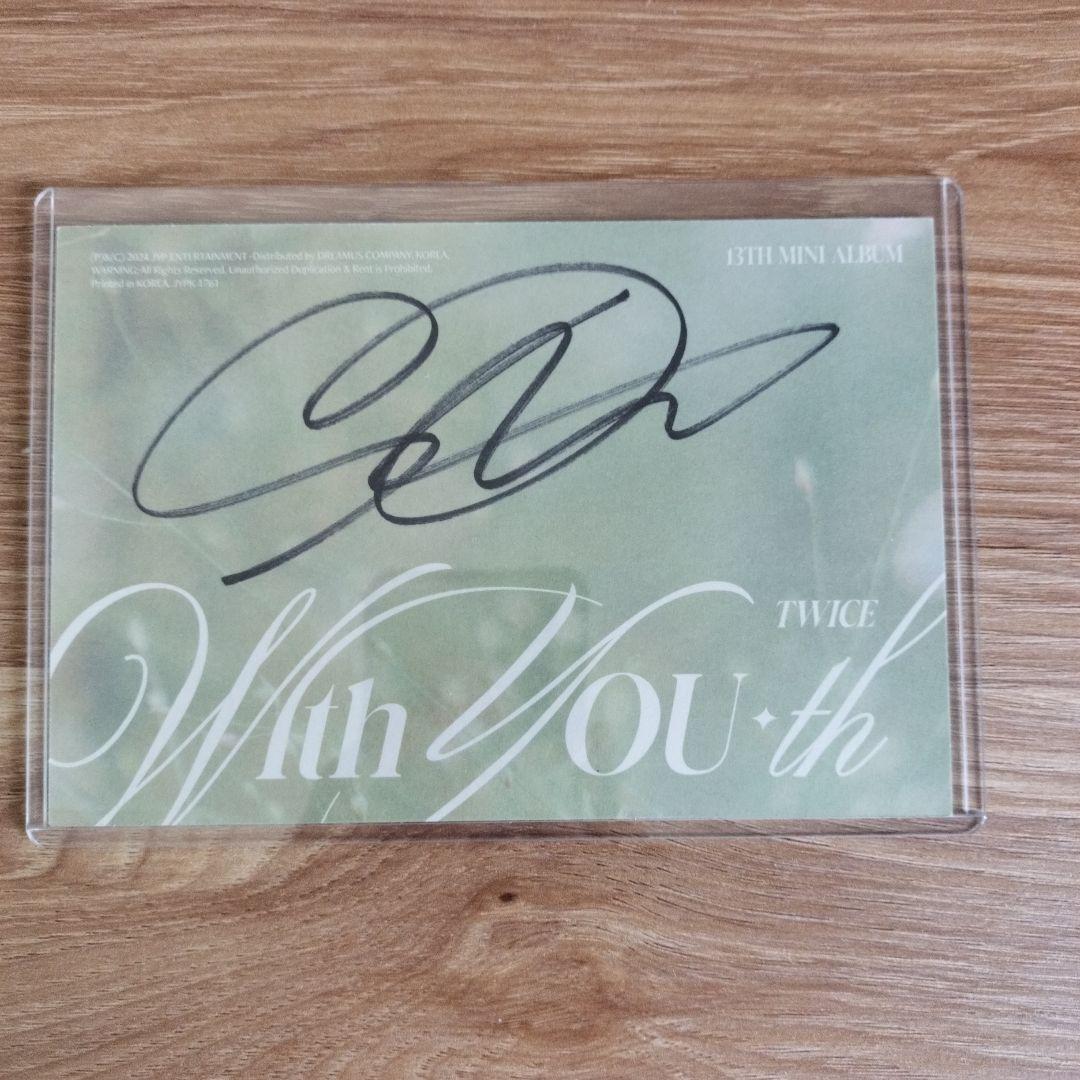 (P)&(C) 2024 JYP ENTERTAINMENT · Distributed by DREAMUS COMPANY, KOREA.
WARNING: All Rights Reserved. Unauthorized Duplication & Rent is Prohibited.
Printed in KOREA. JYPK 1761
13TH MINI ALBUM
TWICE
With YOU-th